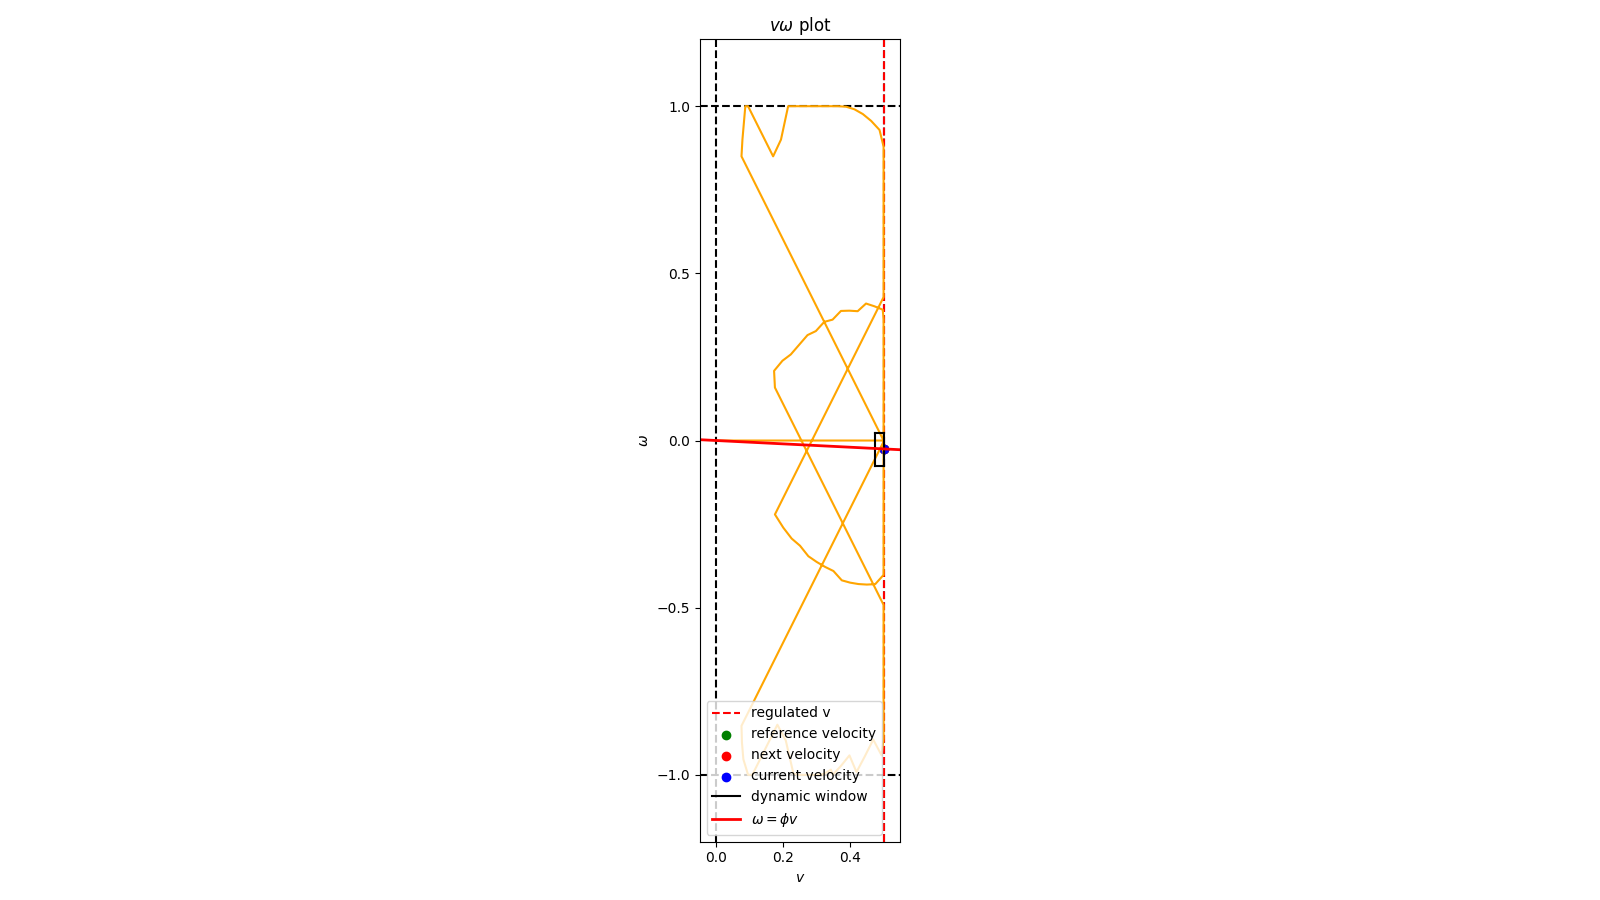 vω plot
1.0
0.5
0.0
−0.5
−1.0
ω
regulated v
reference velocity
next velocity
current velocity
dynamic window
ω = ϕv
0.0 0.2 0.4
v